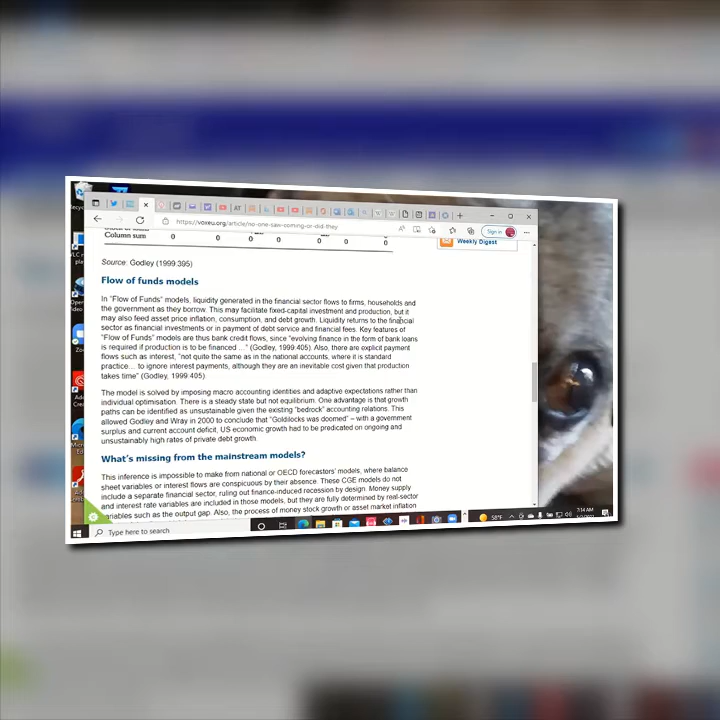 https://voxeu.org/article/no-one-saw-coming-or-did-they
Sign in
Column sum 0 0 0 0 0 0
Weekly Digest
Source: Godley (1999:395)
Flow of funds models
In “Flow of Funds” models, liquidity generated in the financial sector flows to firms, households and
the government as they borrow. This may facilitate fixed-capital investment and production, but it
may also feed asset price inflation, consumption, and debt growth. Liquidity returns to the financial
sector as financial investments or in payment of debt service and financial fees. Key features of
“Flow of Funds” models are thus bank credit flows, since “evolving finance in the form of bank loans
is required if production is to be financed ...” (Godley, 1999:405). Also, there are explicit payment
flows such as interest, “not quite the same as in the national accounts, where it is standard
practice... to ignore interest payments, although they are an inevitable cost given that production
takes time” (Godley, 1999:405).
The model is solved by imposing macro accounting identities and adaptive expectations rather than
individual optimisation. There is a steady state but not equilibrium. One advantage is that growth
paths can be identified as unsustainable given the existing “bedrock” accounting relations. This
allowed Godley and Wray in 2000 to conclude that “Goldilocks was doomed” – with a government
surplus and current account deficit, US economic growth had to be predicated on ongoing and
unsustainably high rates of private debt growth.
What's missing from the mainstream models?
This inference is impossible to make from national or OECD forecasters' models, where balance
sheet variables or interest flows are conspicuous by their absence. These CGE models do not
include a separate financial sector, ruling out finance-induced recession by design. Money supply
and interest rate variables are included in those models, but they are fully determined by real-sector
variables such as the output gap. Also, the process of money stock growth or asset market inflation
Type here to search
58°F
7:14 AM